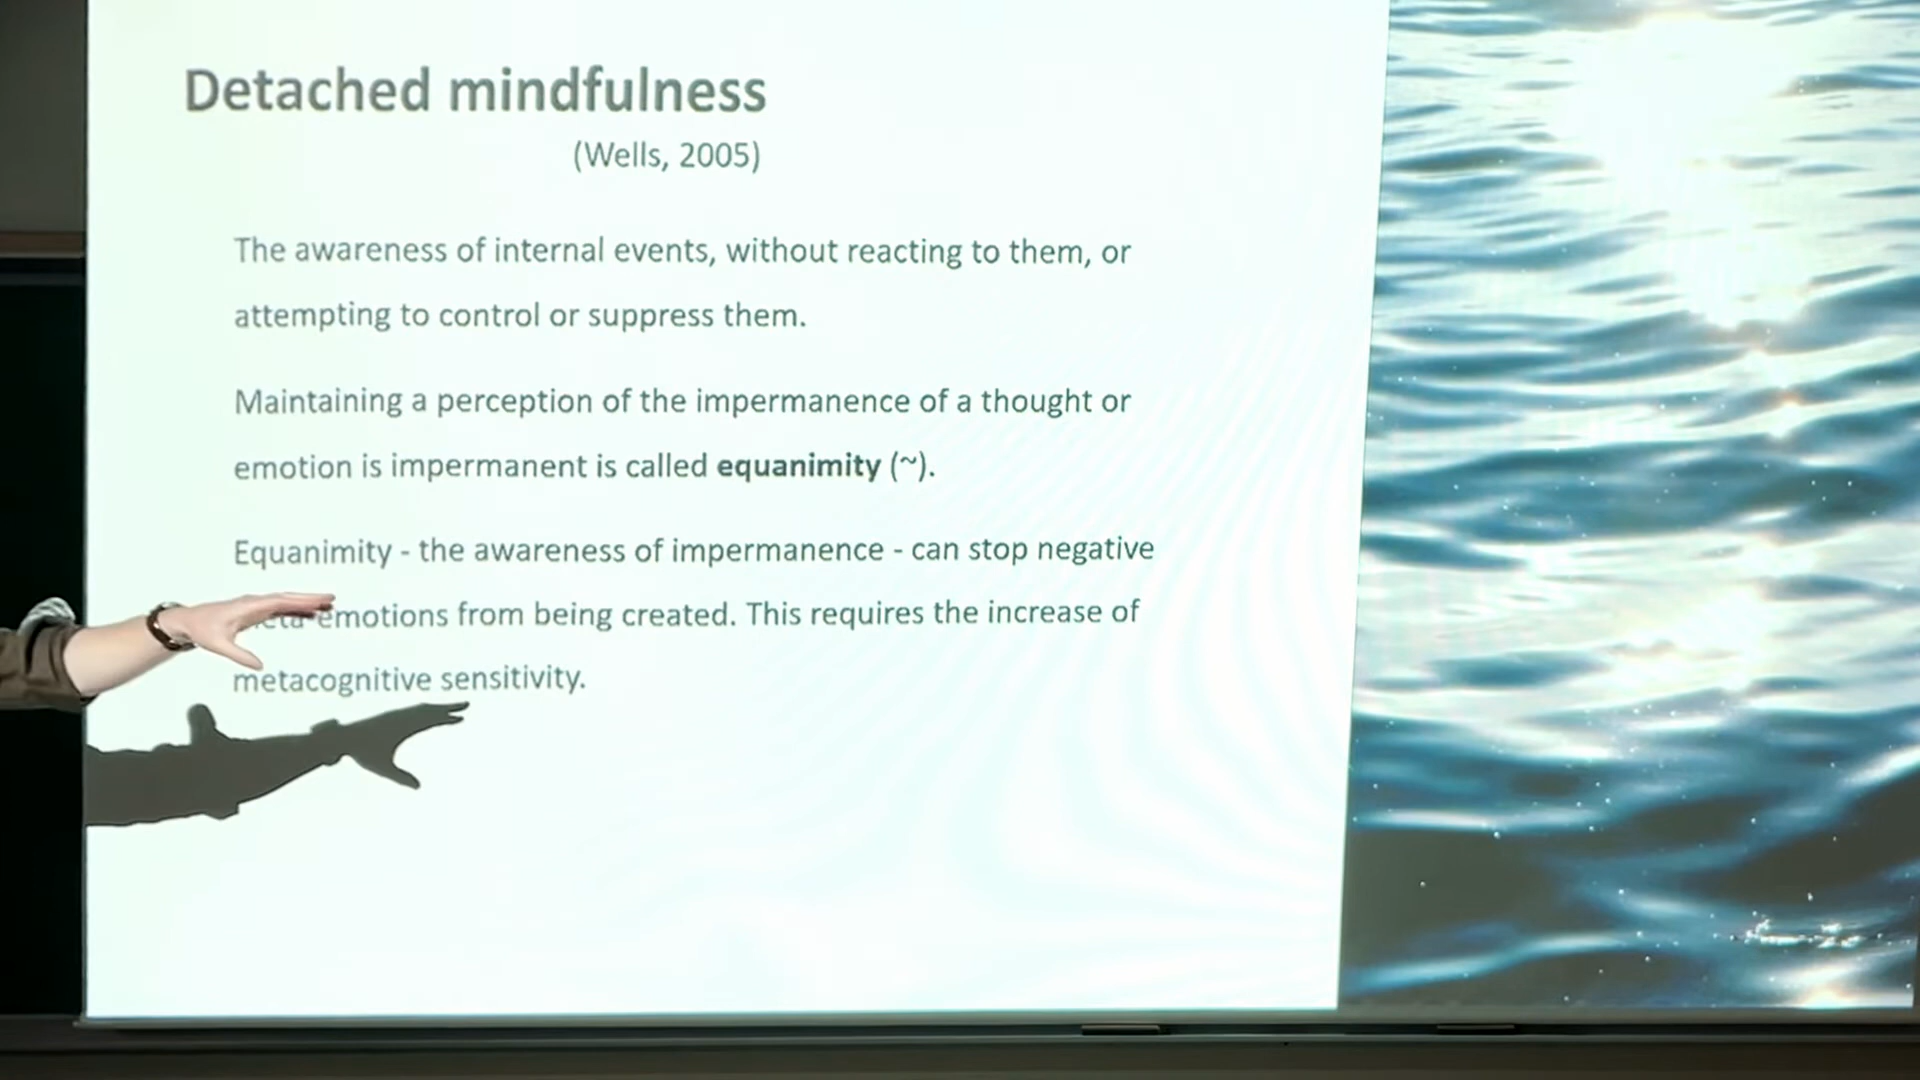 Detached mindfulness
(Wells, 2005)
The awareness of internal events, without reacting to them, or
attempting to control or suppress them.
Maintaining a perception of the impermanence of a thought or
emotion is impermanent is called equanimity (~).
Equanimity - the awareness of impermanence - can stop negative
emotions from being created. This requires the increase of
metacognitive sensitivity.